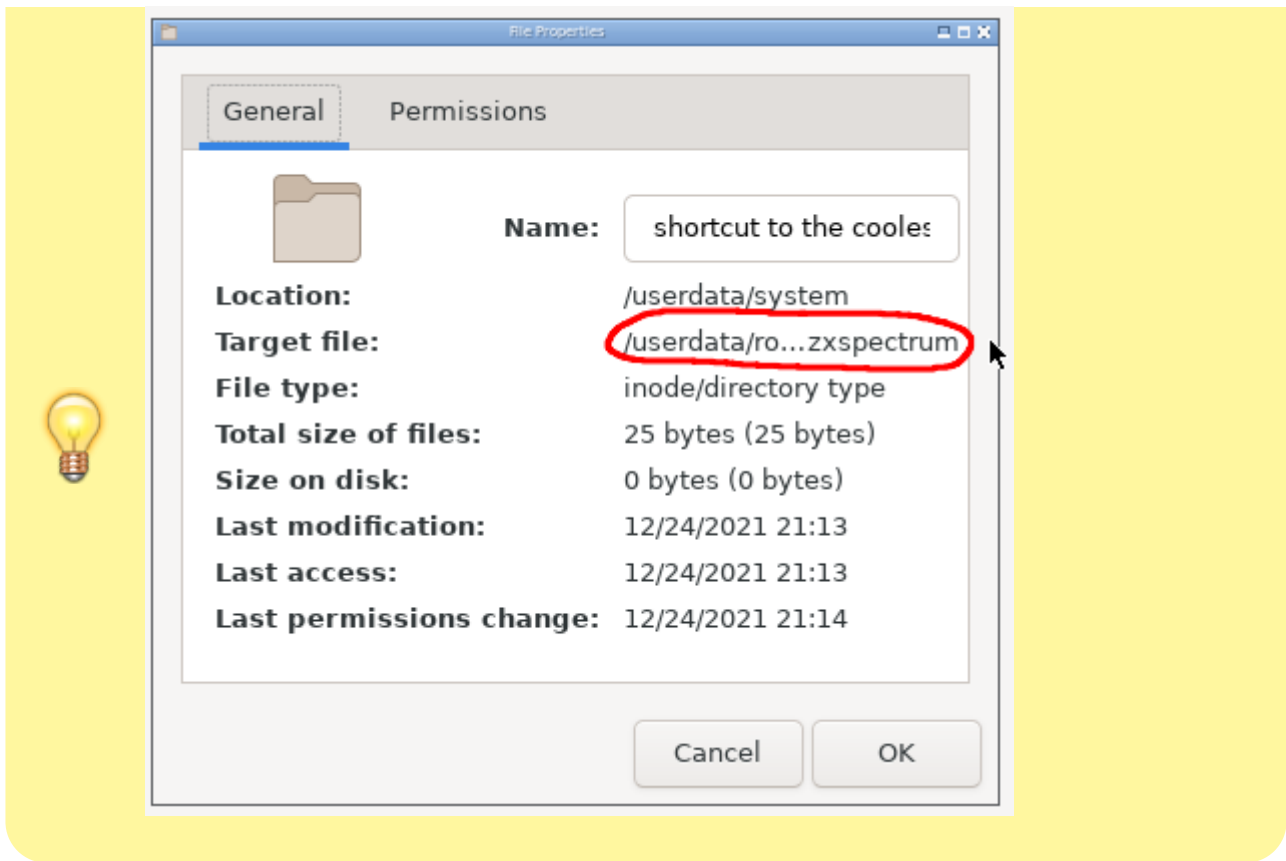 File Properties
General Permissions
Name: shortcut to the cooles
Location: /userdata/system
Target file: /userdata/ro...zxspectrum
File type: inode/directory type
Total size of files: 25 bytes (25 bytes)
Size on disk: 0 bytes (0 bytes)
Last modification: 12/24/2021 21:13
Last access: 12/24/2021 21:13
Last permissions change: 12/24/2021 21:14
Cancel OK